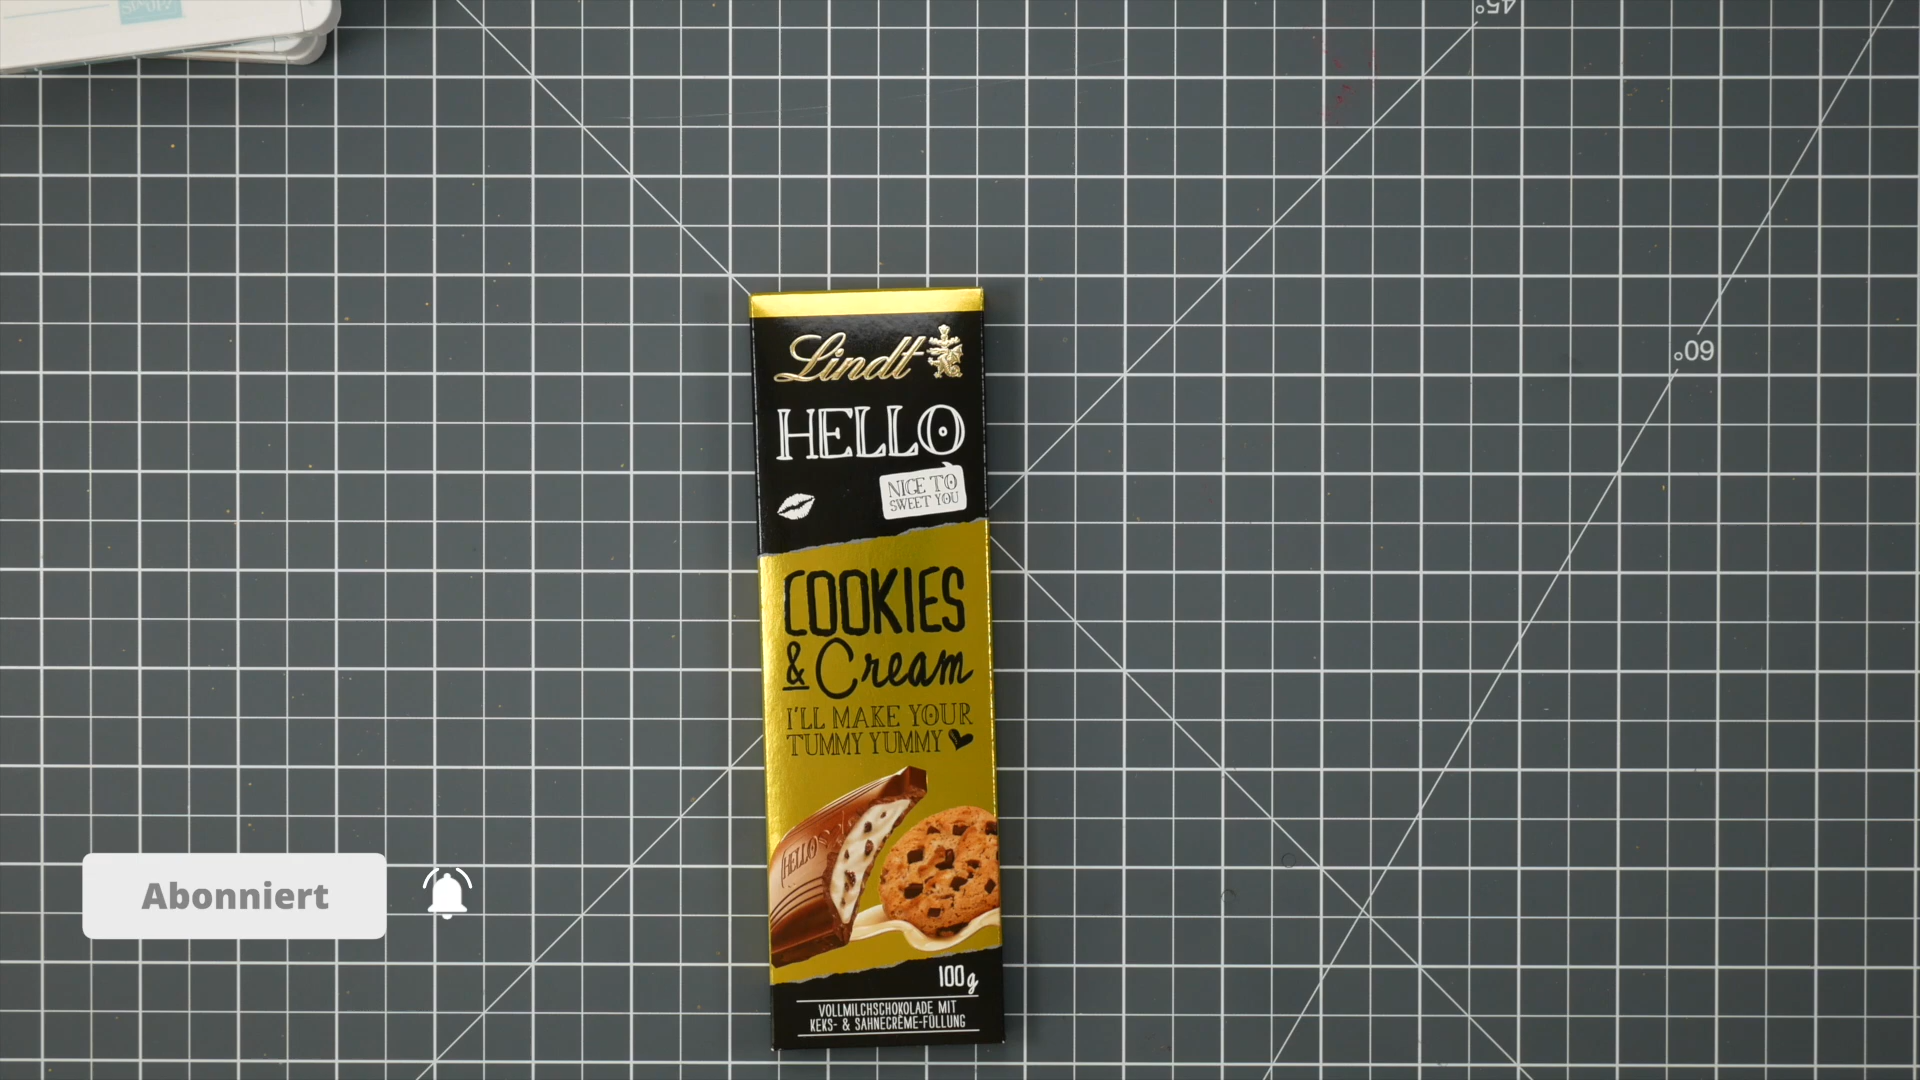 SIMPLY
45°
60°
Lindt
HELLO
NICE TO
SWEET YOU
COOKIES
& Cream
I'LL MAKE YOUR
TUMMY YUMMY
HELLO
100g
VOLLMILCHSCHOKOLADE MIT
KEKS- & SAHNECRÈME-FÜLLUNG
Abonniert